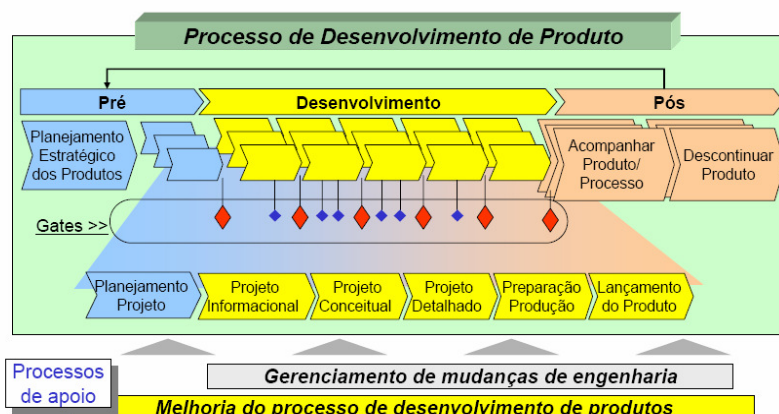 Processo de Desenvolvimento de Produto
Pré
Desenvolvimento
Pós
Planejamento
Estratégico
dos Produtos
Acompanhar
Produto/
Processo
Descontinuar
Produto
Gates >>
Planejamento
Projeto
Projeto
Informacional
Projeto
Conceitual
Projeto
Detalhado
Preparação
Produção
Lançamento
do Produto
Processos
de apoio
Gerenciamento de mudanças de engenharia
Melhoria do processo de desenvolvimento de produtos